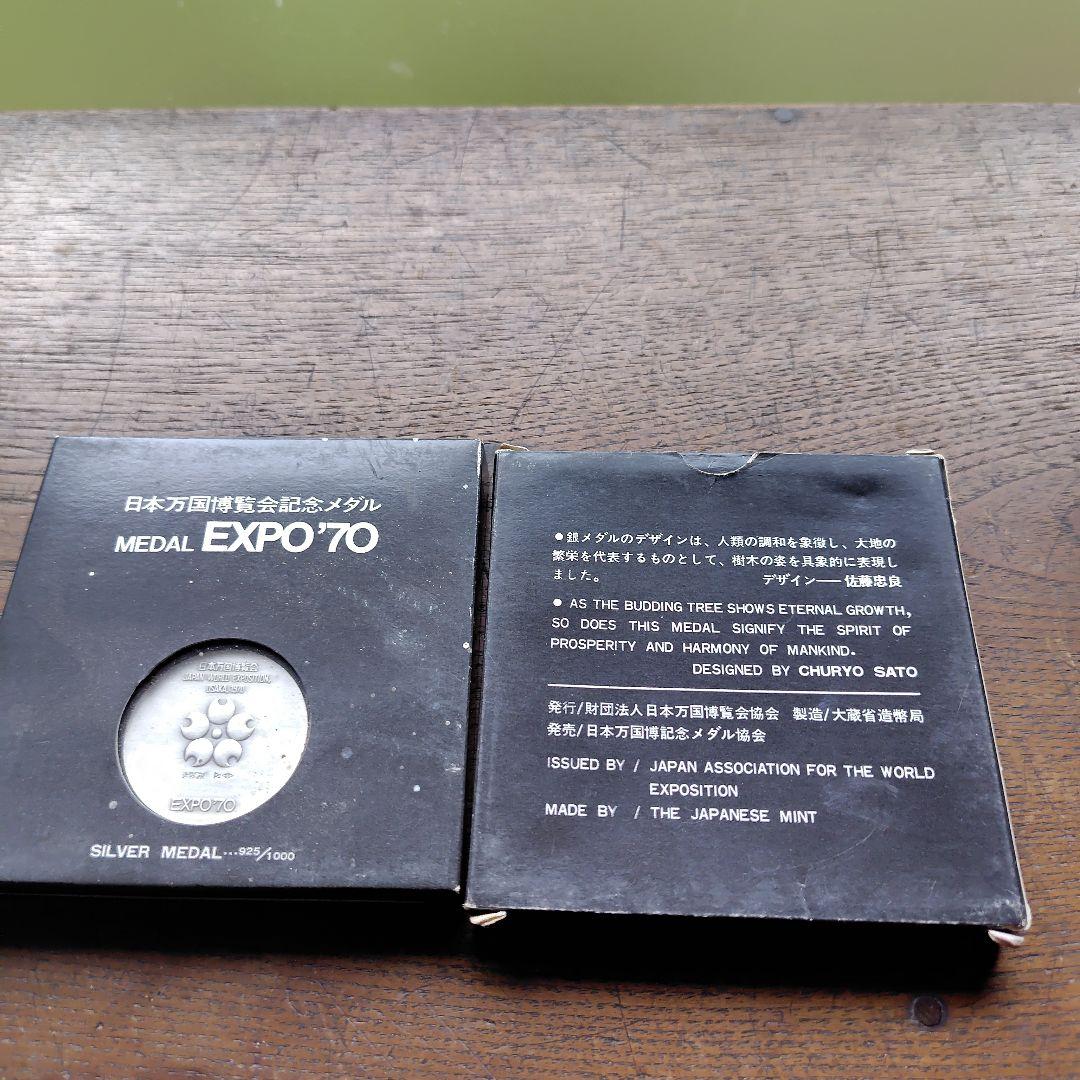 日本万国博覧会記念メダル
MEDAL EXPO'70
日本万国博覧会
JAPAN WORLD EXPOSITION,
OSAKA, 1970
EXPO'70
SILVER MEDAL…925/1000
●銀メダルのデザインは、人類の調和を象徴し、大地の
繁栄を代表するものとして、樹木の姿を具象的に表現し
ました。 デザイン——佐藤忠良
● AS THE BUDDING TREE SHOWS ETERNAL GROWTH,
SO DOES THIS MEDAL SIGNIFY THE SPIRIT OF
PROSPERITY AND HARMONY OF MANKIND.
DESIGNED BY CHURYO SATO
発行/財団法人日本万国博覧会協会 製造/大蔵省造幣局
発売/日本万国博記念メダル協会
ISSUED BY / JAPAN ASSOCIATION FOR THE WORLD
EXPOSITION
MADE BY / THE JAPANESE MINT